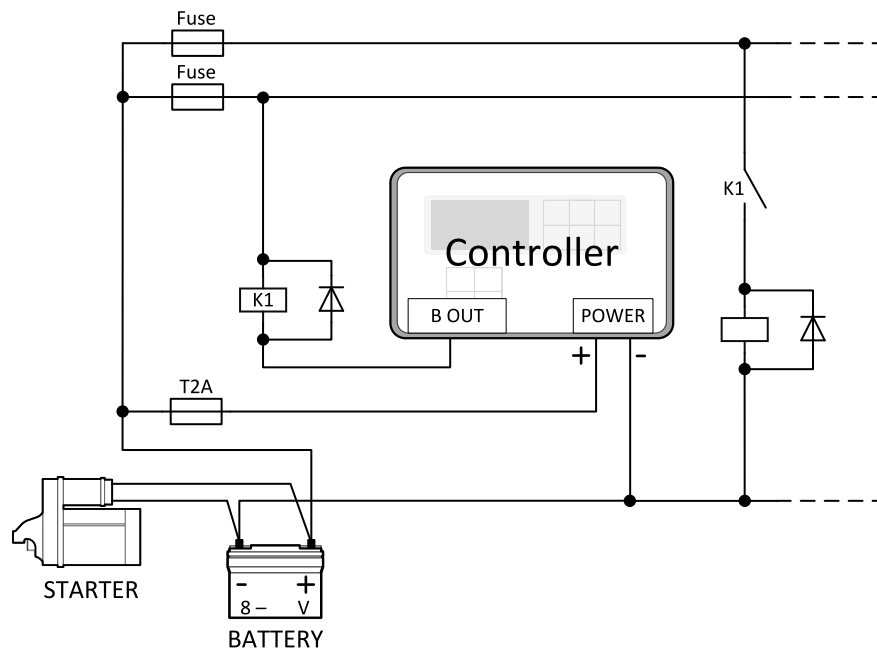 Fuse
Fuse
K1
Controller
K1
B OUT
POWER
+ -
T2A
- +
8 – V
STARTER
BATTERY